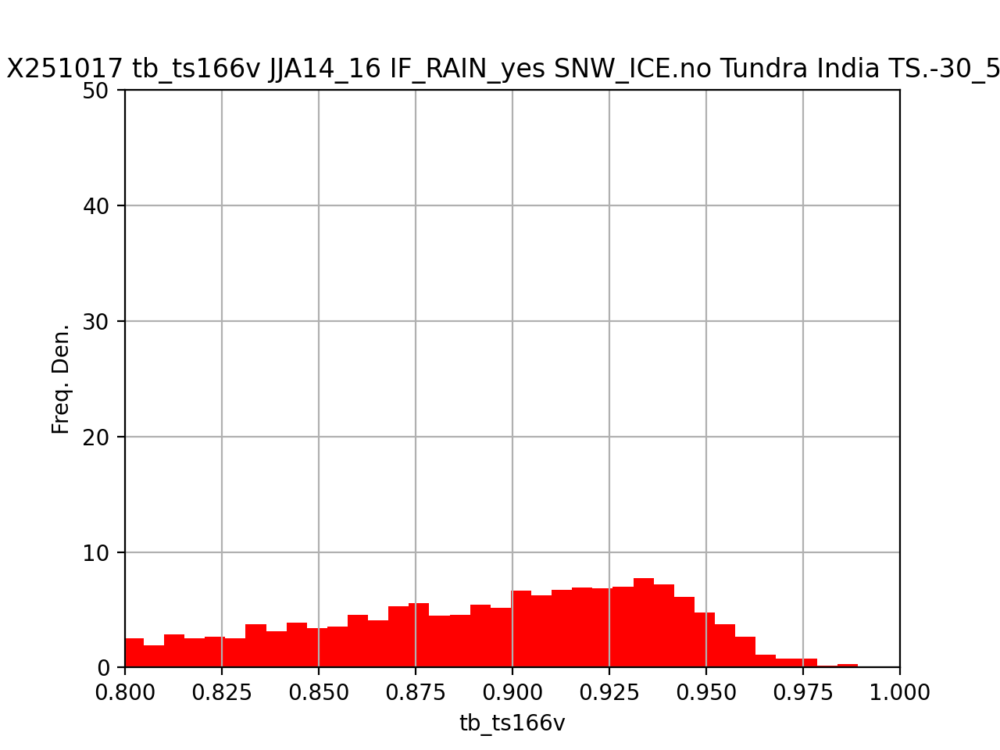 X251017 tb_ts166v JJA14_16 IF_RAIN_yes SNW_ICE.no Tundra India TS.-30_5
50
40
30
20
10
0
Freq. Den.
0.800 0.825 0.850 0.875 0.900 0.925 0.950 0.975 1.000
tb_ts166v